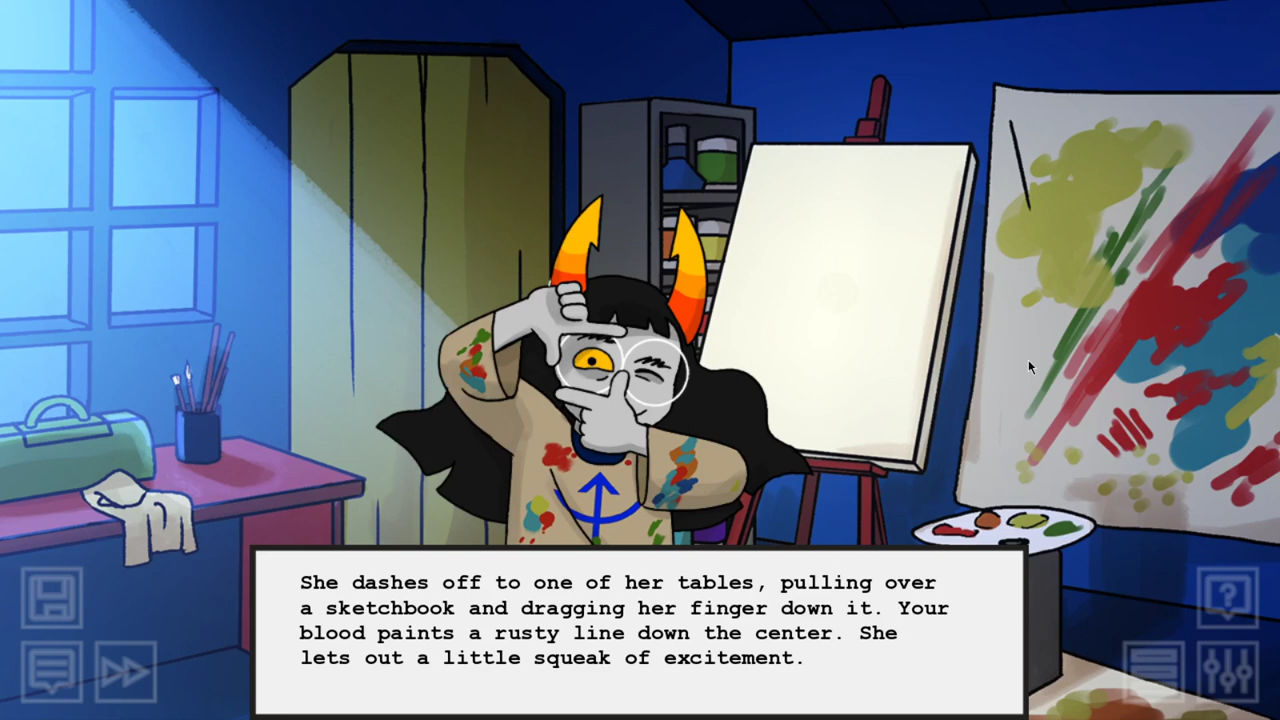 She dashes off to one of her tables, pulling over
a sketchbook and dragging her finger down it. Your
blood paints a rusty line down the center. She
lets out a little squeak of excitement.
?